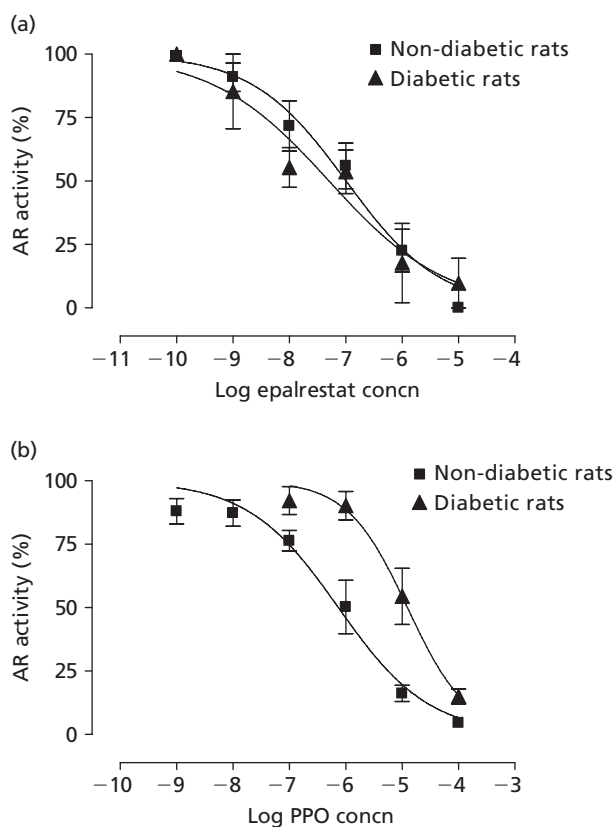 (a)
Non-diabetic rats
Diabetic rats
AR activity (%)
100
75
50
25
0
−11 −10 −9 −8 −7 −6 −5 −4
Log epalrestat concn
(b)
Non-diabetic rats
Diabetic rats
AR activity (%)
100
75
50
25
0
−10 −9 −8 −7 −6 −5 −4 −3
Log PPO concn